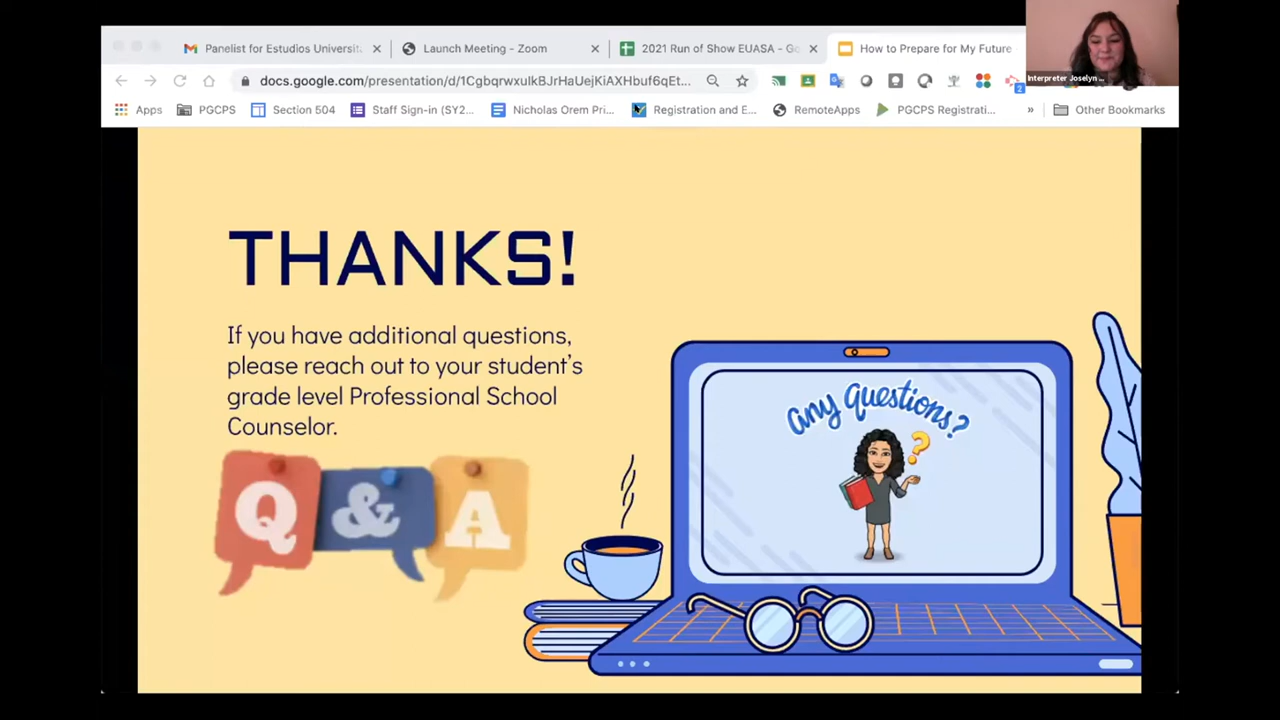 Panelist for Estudios Universit
Launch Meeting - Zoom
2021 Run of Show EUASA - Go
How to Prepare for My Future
docs.google.com/presentation/d/1CgbqrwxulkBJrHaUejKiAXHbuf6qEt...
2
Interpreter Joselyn ...
Apps
PGCPS
Section 504
Staff Sign-in (SY2...
Nicholas Orem Pri...
Registration and E...
RemoteApps
PGCPS Registrati...
»
Other Bookmarks
THANKS!
If you have additional questions,
please reach out to your student's
grade level Professional School
Counselor.
Q & A
any questions?
?